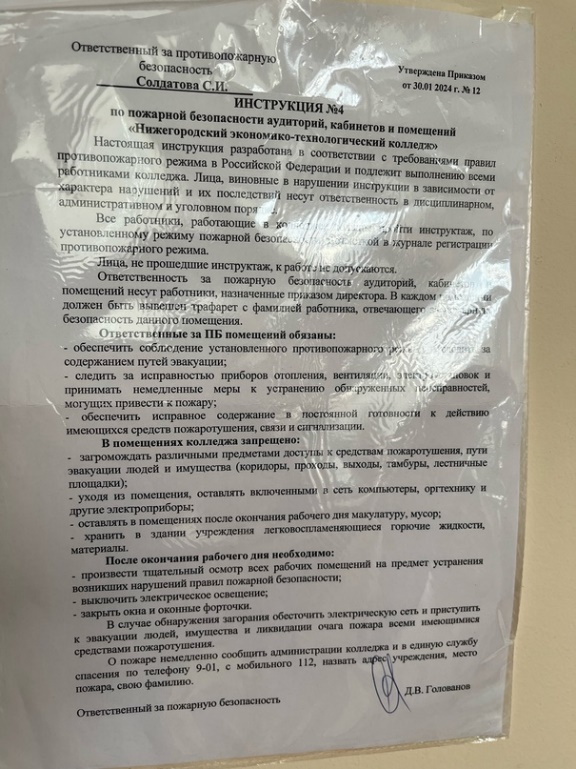 Ответственный за противопожарную
безопасность
Солдатова С.И.
Утверждена Приказом
от 30.01 2024 г. № 12
ИНСТРУКЦИЯ №4
по пожарной безопасности аудиторий, кабинетов и помещений
«Нижегородский экономико-технологический колледж»
Настоящая инструкция разработана в соответствии с требованиями правил
противопожарного режима в Российской Федерации и подлежит выполнению всеми
работниками колледжа. Лица, виновные в нарушении инструкции в зависимости от
характера нарушений и их последствий несут ответственность в дисциплинарном,
административном и уголовном
Все работники, работающие в инструктаж, по
установленному режиму пожарной в журнале регистрации
противопожарного режима.
Лица, не прошедшие инструктаж, к работе не допускаются.
Ответственность за пожарную безопасность аудиторий,
помещений несут работники, назначенные приказом директора. В каждом
должен быть вывешен трафарет с фамилией работника, отвечающего
безопасность данного помещения.
Ответственные за ПБ помещений обязаны:
- обеспечить соблюдение установленного противопожарного за
содержанием путей эвакуации;
- следить за исправностью приборов отопления, вентиляции,
принимать немедленные меры к устранению обнаруженных неисправностей,
могущих привести к пожару;
- обеспечить исправное содержание в постоянной готовности к действию
имеющихся средств пожаротушения, связи и сигнализации.
В помещениях колледжа запрещено:
- загромождать различными предметами доступы к средствам пожаротушения, пути
эвакуации людей и имущества (коридоры, проходы, выходы, тамбуры, лестничные
площадки);
- уходя из помещения, оставлять включенными в сеть компьютеры, оргтехнику и
другие электроприборы;
- оставлять в помещениях после окончания рабочего дня макулатуру, мусор;
- хранить в здании учреждения легковоспламеняющиеся горючие жидкости,
материалы.
После окончания рабочего дня необходимо:
- произвести тщательный осмотр всех рабочих помещений на предмет устранения
возникших нарушений правил пожарной безопасности;
- выключить электрическое освещение;
- закрыть окна и оконные форточки.
В случае обнаружения загорания обесточить электрическую сеть и приступить
к эвакуации людей, имущества и ликвидации очага пожара всеми имеющимися
средствами пожаротушения.
О пожаре немедленно сообщить администрации колледжа и в единую службу
спасения по телефону 9-01, с мобильного 112, назвать адрес учреждения, место
пожара, свою фамилию.
Ответственный за пожарную безопасность
Д.В. Голованов